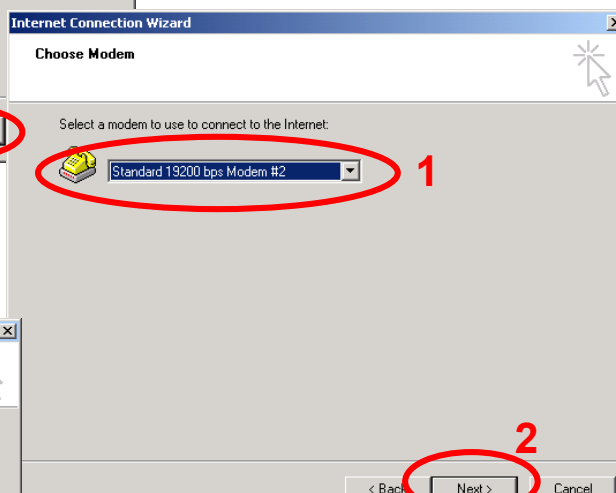 Internet Connection Wizard
Choose Modem
Select a modem to use to connect to the Internet:
Standard 19200 bps Modem #2
1
2
< Back
Next >
Cancel